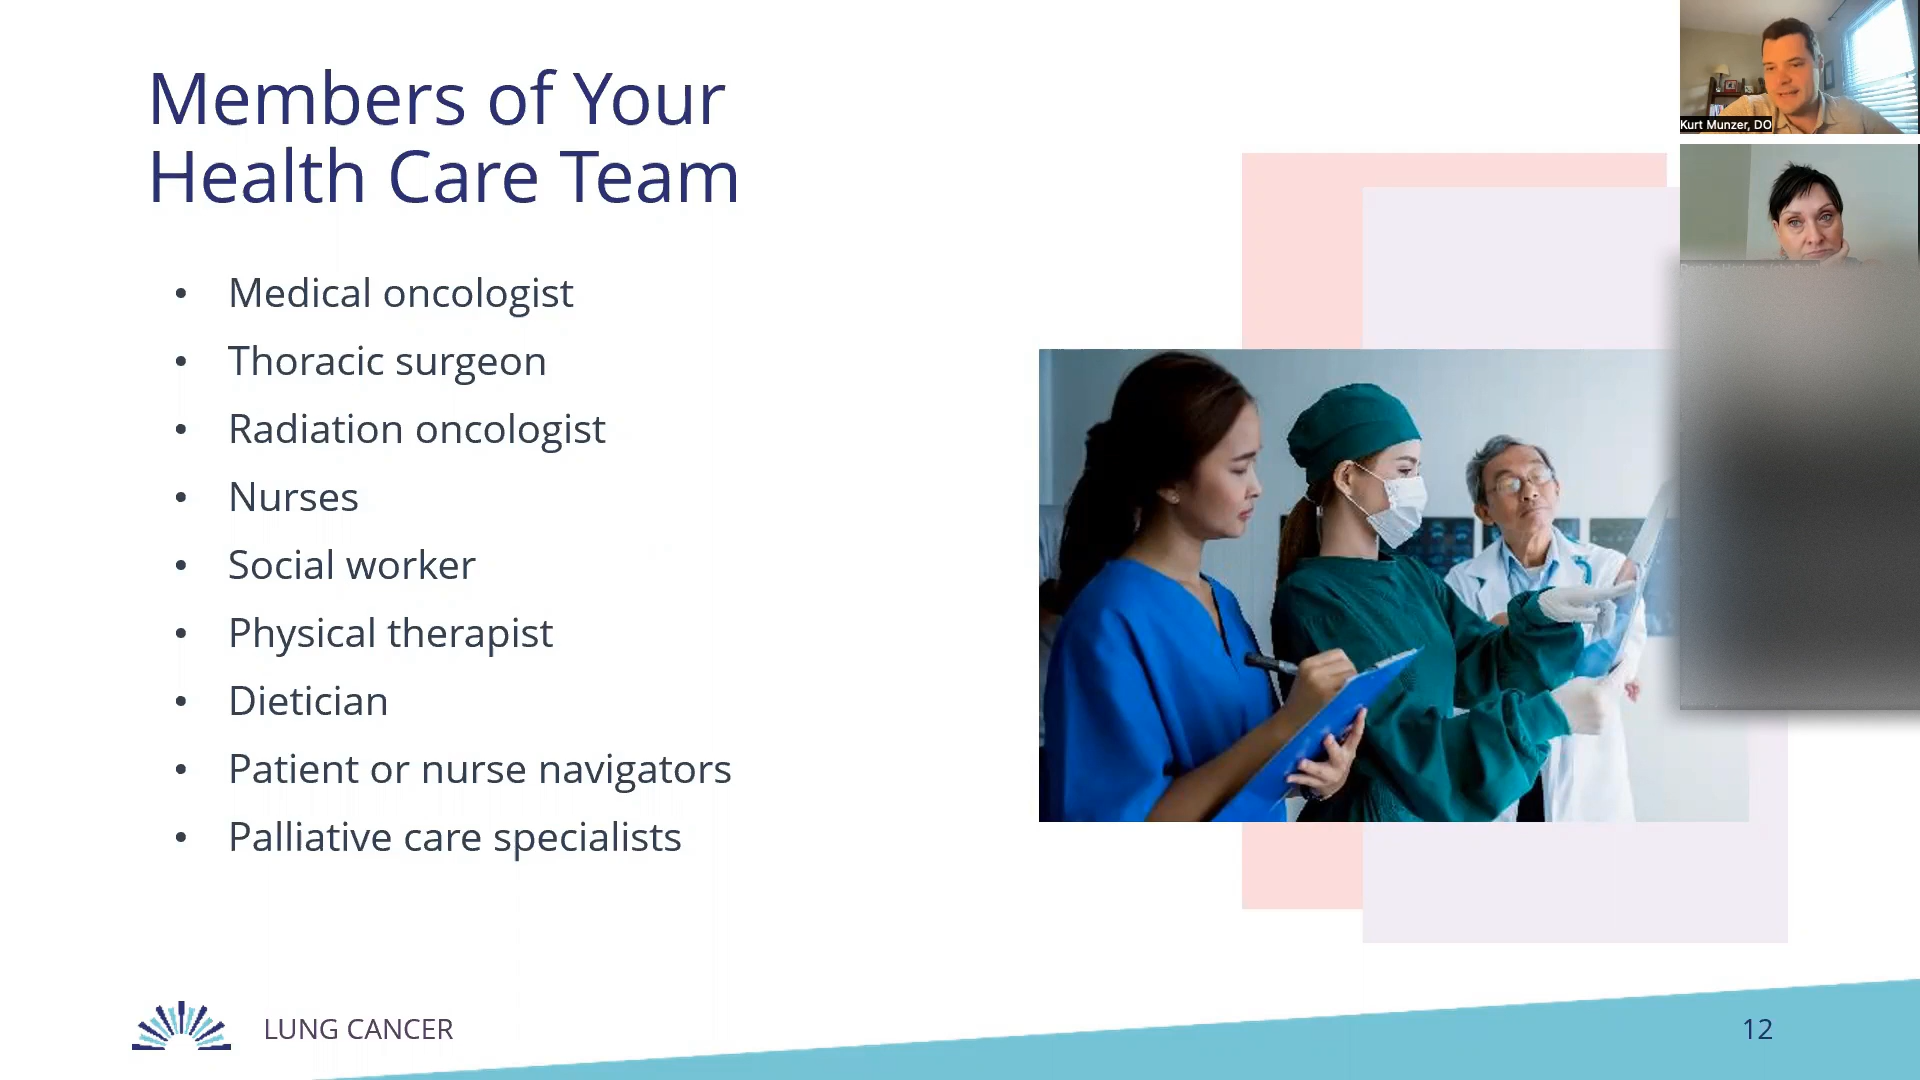 Members of Your
Health Care Team
• Medical oncologist
• Thoracic surgeon
• Radiation oncologist
• Nurses
• Social worker
• Physical therapist
• Dietician
• Patient or nurse navigators
• Palliative care specialists
Kurt Munzer, DO
LUNG CANCER
12